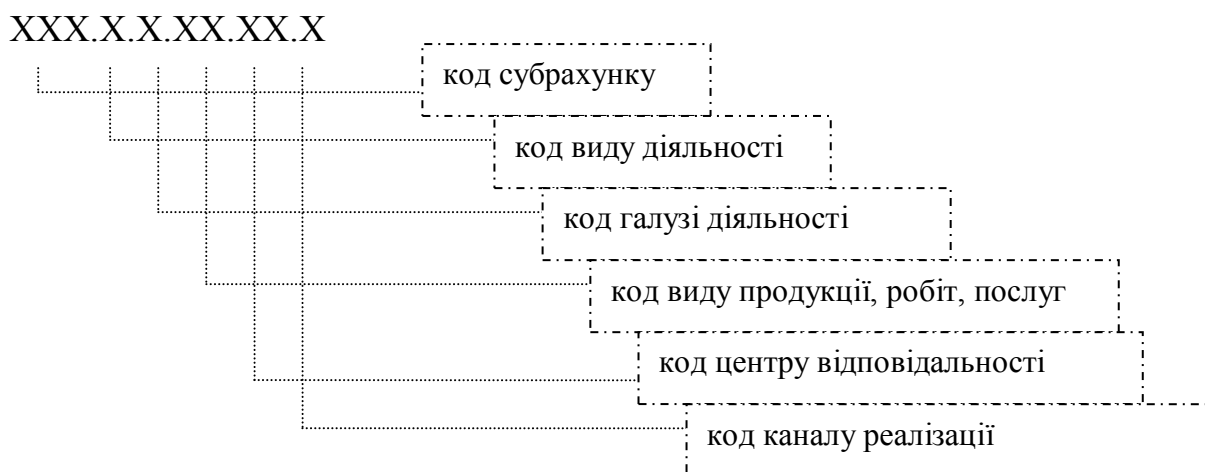 XXX.X.X.XX.XX.X
код субрахунку
код виду діяльності
код галузі діяльності
код виду продукції, робіт, послуг
код центру відповідальності
код каналу реалізації